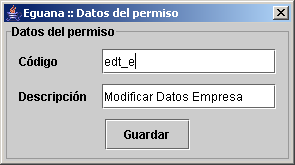 Eguana :: Datos del permiso
Datos del permiso
Código edt_e
Descripción Modificar Datos Empresa
Guardar